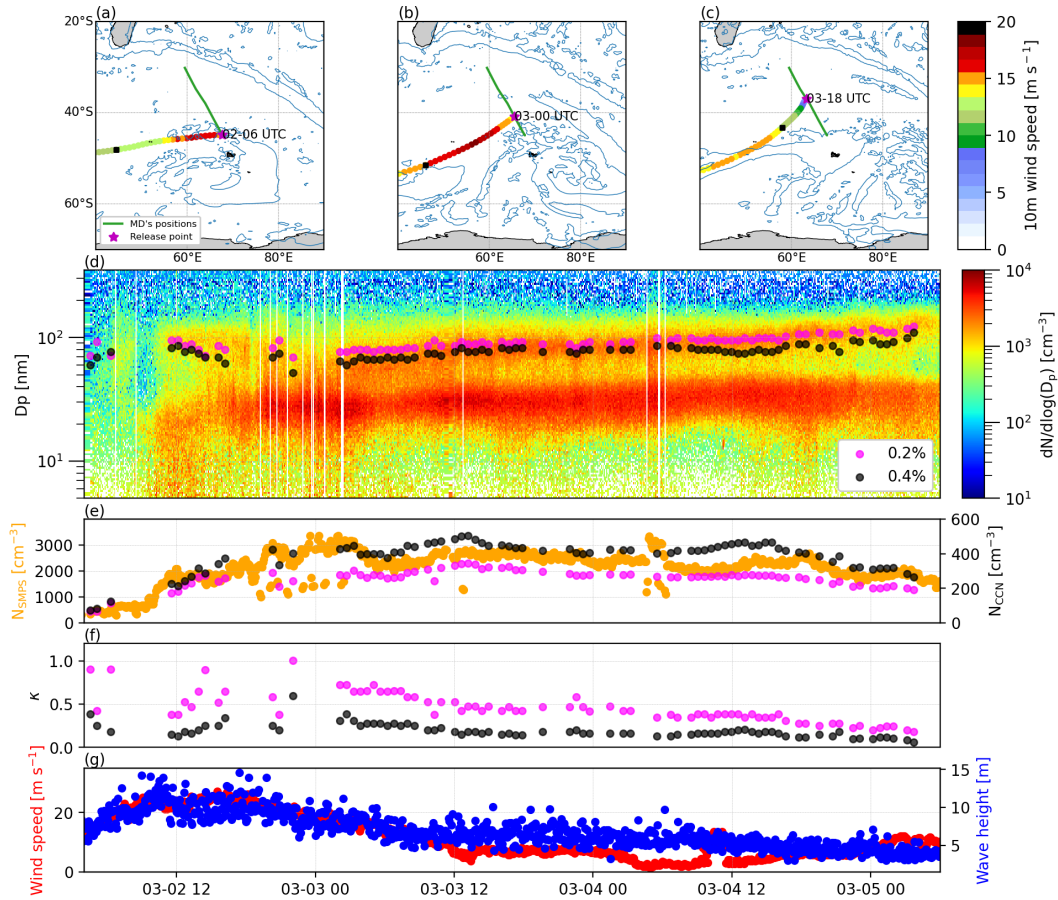 (a)
(b)
(c)
20°S
40°S
60°S
02-06 UTC
03-00 UTC
03-18 UTC
MD's positions
Release point
60°E
80°E
60°E
80°E
60°E
80°E
20
15
10
5
0
10m wind speed [m s⁻¹]
(d)
Dp [nm]
10²
10¹
0.2%
0.4%
10⁴
10³
10²
10¹
dN/dlog(Dₚ) [cm⁻³]
(e)
N_SMPS [cm⁻³]
3000
2000
1000
0
600
400
200
0
N_CCN [cm⁻³]
(f)
κ
1.0
0.5
0.0
(g)
Wind speed [m s⁻¹]
20
0
15
10
5
Wave height [m]
03-02 12
03-03 00
03-03 12
03-04 00
03-04 12
03-05 00